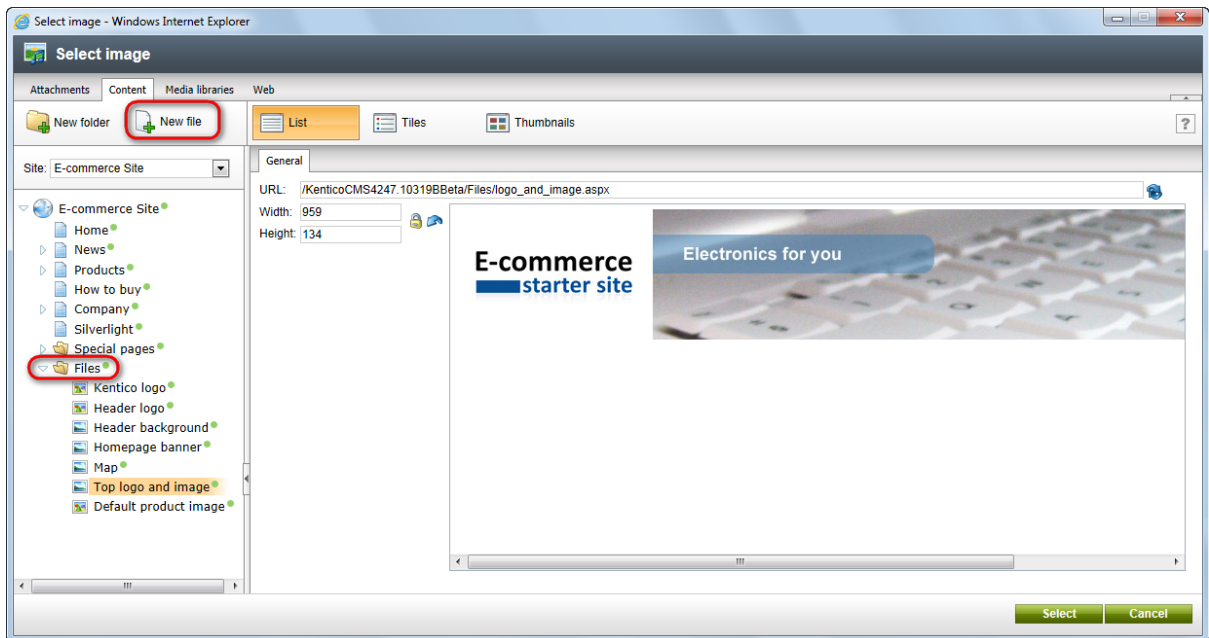 Select image - Windows Internet Explorer
Select image
Attachments Content Media libraries Web
New folder New file List Tiles Thumbnails ?
Site: E-commerce Site
General
URL: /KenticoCMS4247.10319BBeta/Files/logo_and_image.aspx
Width: 959
Height: 134
E-commerce Site
Home
News
Products
How to buy
Company
Silverlight
Special pages
Files
Kentico logo
Header logo
Header background
Homepage banner
Map
Top logo and image
Default product image
E-commerce
starter site
Electronics for you
Select Cancel